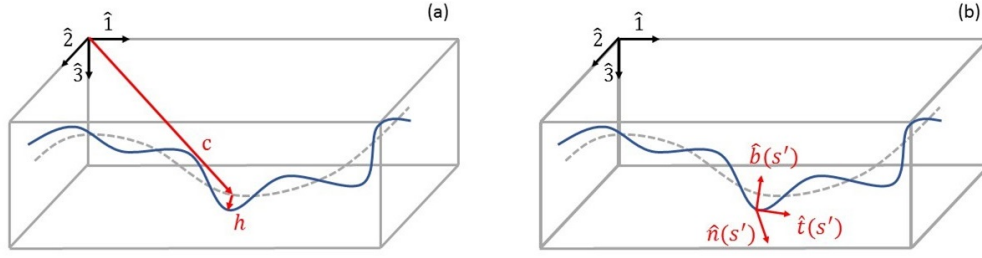 (a)
1̂
2̂
3̂
c
h
(b)
1̂
2̂
3̂
b̂(s′)
t̂(s′)
n̂(s′)